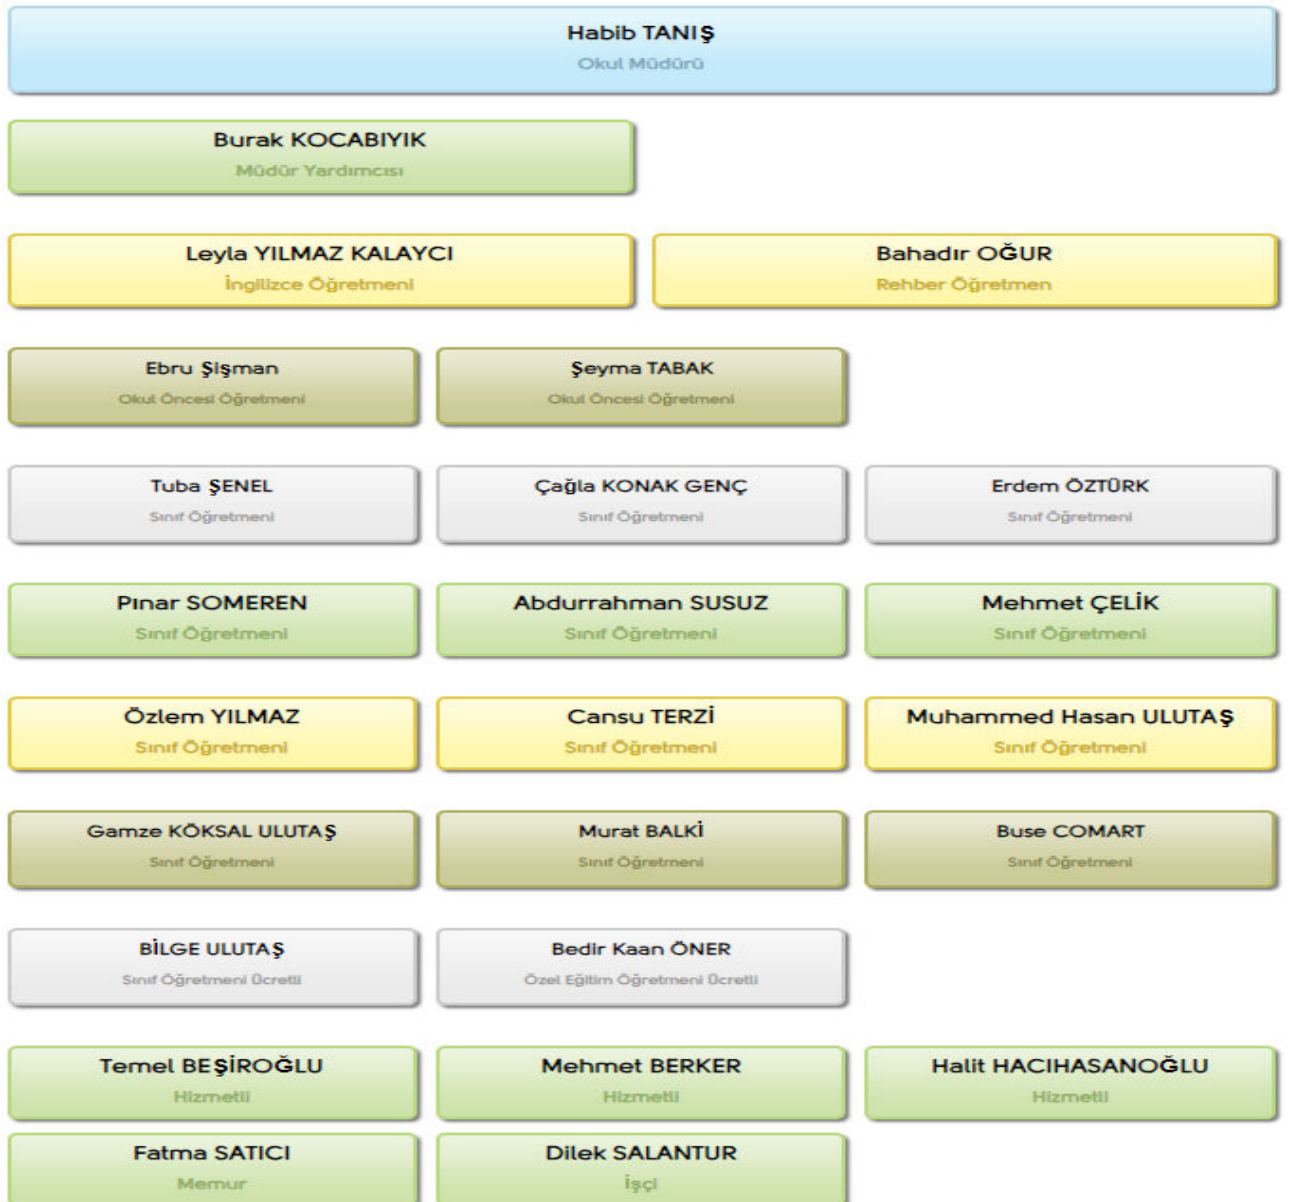 Habib TANIŞ
Okul Müdürü
Burak KOCABIYIK
Müdür Yardımcısı
Leyla YILMAZ KALAYCI
İngilizce Öğretmeni
Bahadır OĞUR
Rehber Öğretmen
Ebru Şişman
Okul Öncesi Öğretmeni
Şeyma TABAK
Okul Öncesi Öğretmeni
Tuba ŞENEL
Sınıf Öğretmeni
Çağla KONAK GENÇ
Sınıf Öğretmeni
Erdem ÖZTÜRK
Sınıf Öğretmeni
Pınar SOMEREN
Sınıf Öğretmeni
Abdurrahman SUSUZ
Sınıf Öğretmeni
Mehmet ÇELİK
Sınıf Öğretmeni
Özlem YILMAZ
Sınıf Öğretmeni
Cansu TERZİ
Sınıf Öğretmeni
Muhammed Hasan ULUTAŞ
Sınıf Öğretmeni
Gamze KÖKSAL ULUTAŞ
Sınıf Öğretmeni
Murat BALKİ
Sınıf Öğretmeni
Buse COMART
Sınıf Öğretmeni
BİLGE ULUTAŞ
Sınıf Öğretmeni Ücretli
Bedir Kaan ÖNER
Özel Eğitim Öğretmeni Ücretli
Temel BEŞİROĞLU
Hizmetli
Mehmet BERKER
Hizmetli
Halit HACIHASANOĞLU
Hizmetli
Fatma SATICI
Memur
Dilek SALANTUR
İşçi